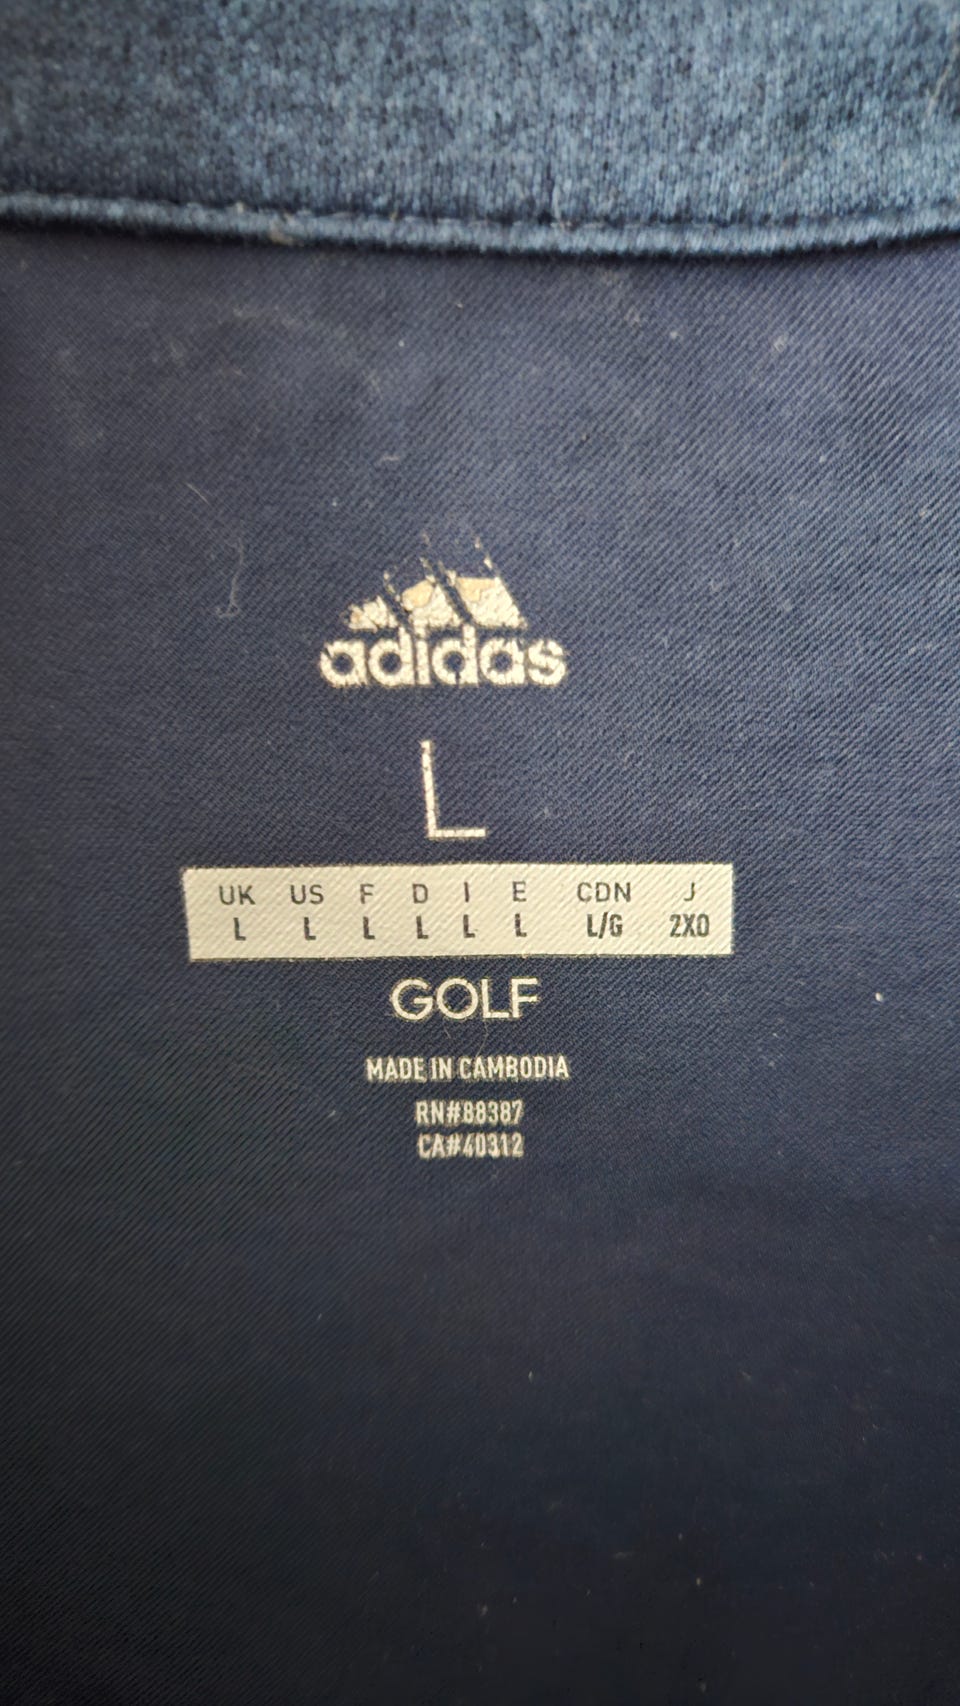 adidas
L
UK US F D I E CDN J
L L L L L L L/G 2XO
GOLF
MADE IN CAMBODIA
RN#88387
CA#40312